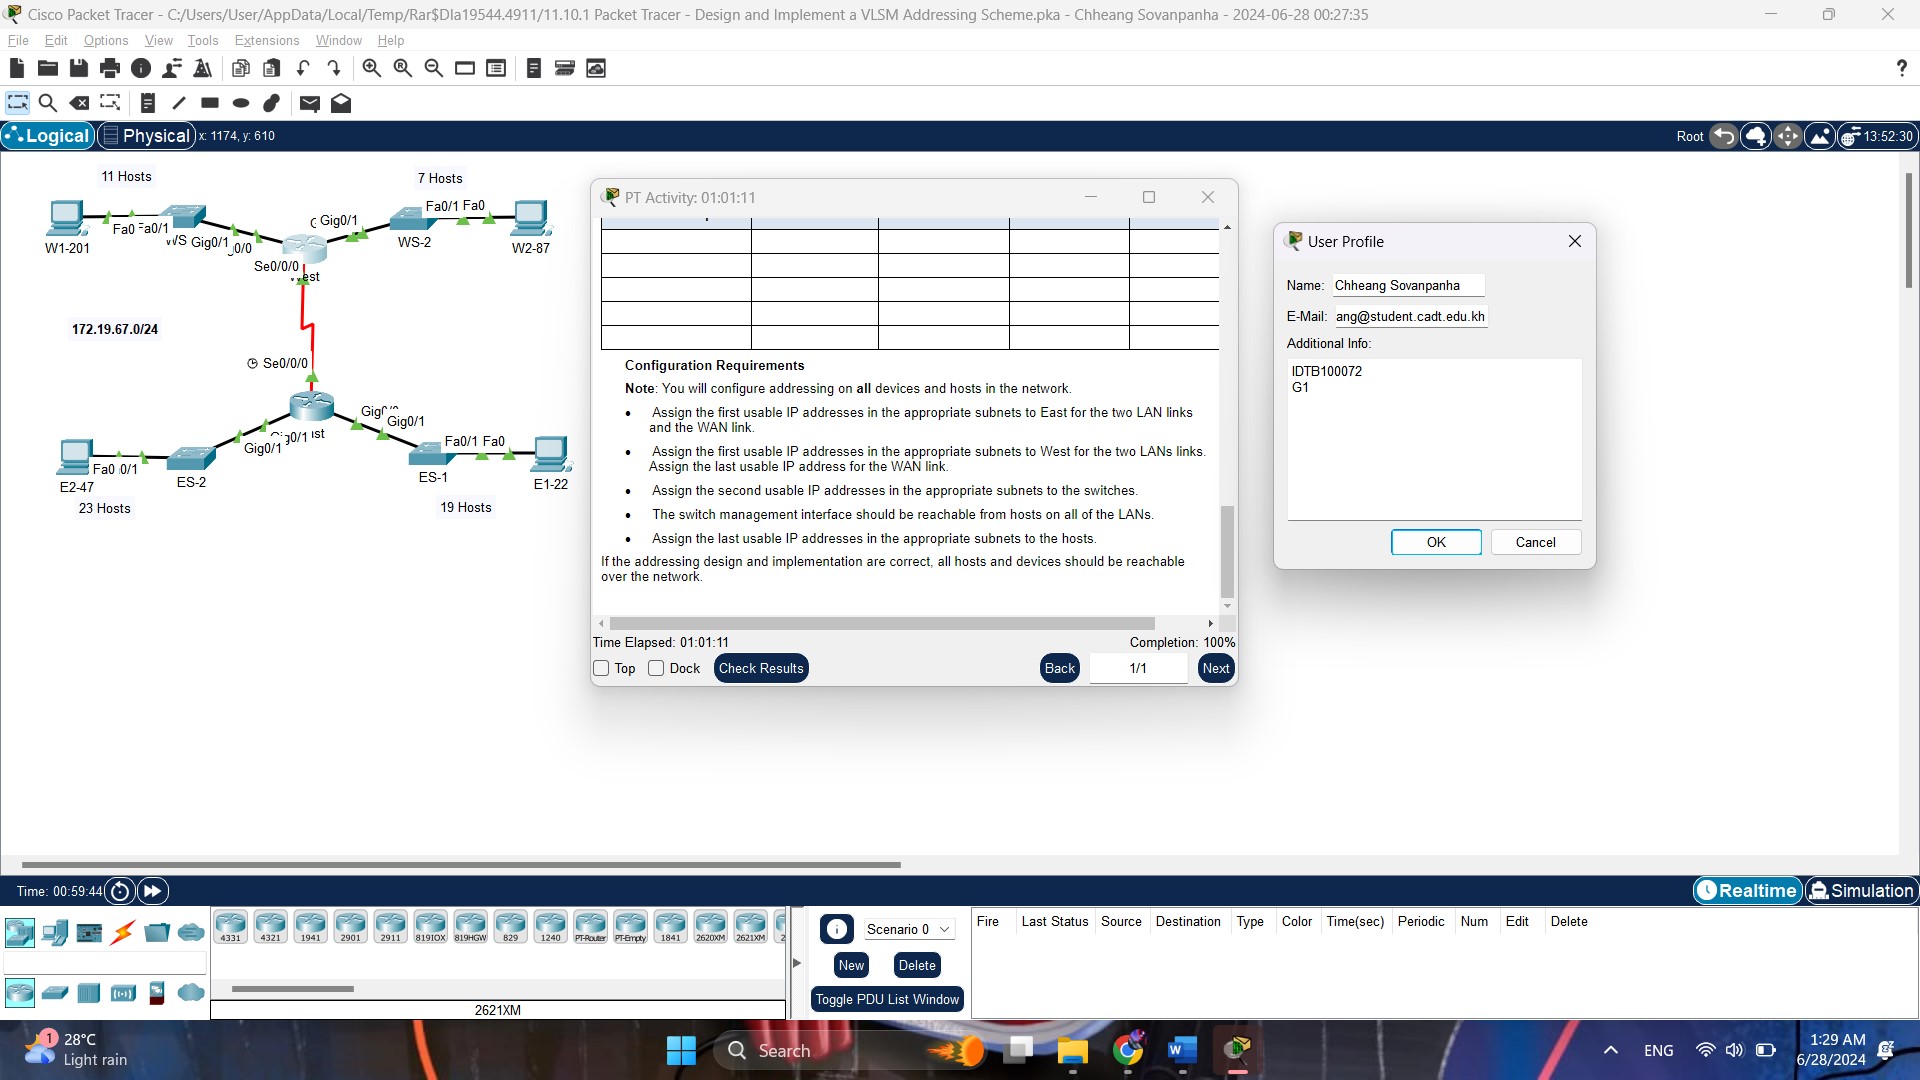 Cisco Packet Tracer - C:/Users/User/AppData/Local/Temp/Rar$DIa19544.4911/11.10.1 Packet Tracer - Design and Implement a VLSM Addressing Scheme.pka - Chheang Sovanpanha - 2024-06-28 00:27:35
File Edit Options View Tools Extensions Window Help
Logical Physical x: 1174, y: 610 Root 13:52:30
11 Hosts
7 Hosts
Fa0 Fa0/1 WS Gig0/1 0/0
Gig0/1
Fa0/1 Fa0
W1-201
WS-2
W2-87
Se0/0/0
West
172.19.67.0/24
Se0/0/0
Gig0/1
Gig0/1
Gig0/1
Fa0/1 Fa0
Fa0 0/1
E2-47
ES-2
ES-1
E1-22
23 Hosts
19 Hosts
PT Activity: 01:01:11
Configuration Requirements
Note: You will configure addressing on all devices and hosts in the network.
• Assign the first usable IP addresses in the appropriate subnets to East for the two LAN links
and the WAN link.
• Assign the first usable IP addresses in the appropriate subnets to West for the two LANs links.
Assign the last usable IP address for the WAN link.
• Assign the second usable IP addresses in the appropriate subnets to the switches.
• The switch management interface should be reachable from hosts on all of the LANs.
• Assign the last usable IP addresses in the appropriate subnets to the hosts.
If the addressing design and implementation are correct, all hosts and devices should be reachable
over the network.
Time Elapsed: 01:01:11 Completion: 100%
Top Dock Check Results Back 1/1 Next
User Profile
Name: Chheang Sovanpanha
E-Mail: ang@student.cadt.edu.kh
Additional Info:
IDTB100072
G1
OK Cancel
Time: 00:59:44 Realtime Simulation
4331 4321 1941 2901 2911 819IOX 819HGW 829 1240 PT-Router PT-Empty 1841 2620XM 2621XM 2
2621XM
Scenario 0
New Delete
Toggle PDU List Window
Fire Last Status Source Destination Type Color Time(sec) Periodic Num Edit Delete
1
28°C
Light rain
Search
ENG
1:29 AM
6/28/2024